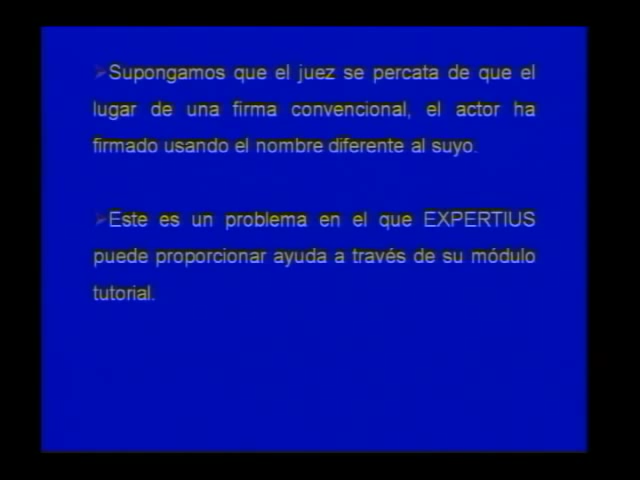 ➢Supongamos que el juez se percata de que el
lugar de una firma convencional, el actor ha
firmado usando el nombre diferente al suyo.
➢Este es un problema en el que EXPERTIUS
puede proporcionar ayuda a través de su módulo
tutorial.